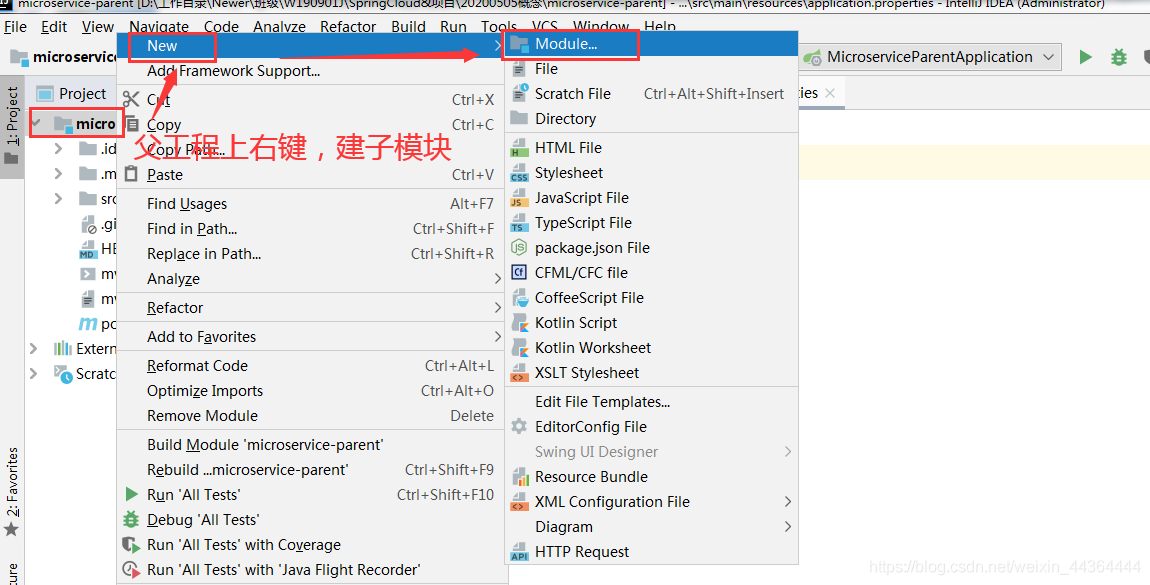 microservice-parent [D:\工作目录\Newer\班级\W190901J\SpringCloud&项目\20200505概念\microservice-parent] - ...\src\main\resources\application.properties - IntelliJ IDEA (Administrator)
File Edit View Navigate Code Analyze Refactor Build Run Tools VCS Window Help
microservice
MicroserviceParentApplication
1: Project
Project
ies
micro
.id
.m
src
.gi
HE
mv
mv
po
Extern
Scratc
New
Add Framework Support...
Cut Ctrl+X
Copy Ctrl+C
Copy Path...
父工程上右键，建子模块
Paste Ctrl+V
Find Usages Alt+F7
Find in Path... Ctrl+Shift+F
Replace in Path... Ctrl+Shift+R
Analyze
Refactor
Add to Favorites
Reformat Code Ctrl+Alt+L
Optimize Imports Ctrl+Alt+O
Remove Module Delete
Build Module 'microservice-parent'
Rebuild ...microservice-parent' Ctrl+Shift+F9
Run 'All Tests' Ctrl+Shift+F10
Debug 'All Tests'
Run 'All Tests' with Coverage
Run 'All Tests' with 'Java Flight Recorder'
Module...
File
Scratch File Ctrl+Alt+Shift+Insert
Directory
HTML File
Stylesheet
JavaScript File
TypeScript File
package.json File
CFML/CFC file
CoffeeScript File
Kotlin Script
Kotlin Worksheet
XSLT Stylesheet
Edit File Templates...
EditorConfig File
Swing UI Designer
Resource Bundle
XML Configuration File
Diagram
HTTP Request
2: Favorites
ture
https://blog.csdn.net/weixin_44364444